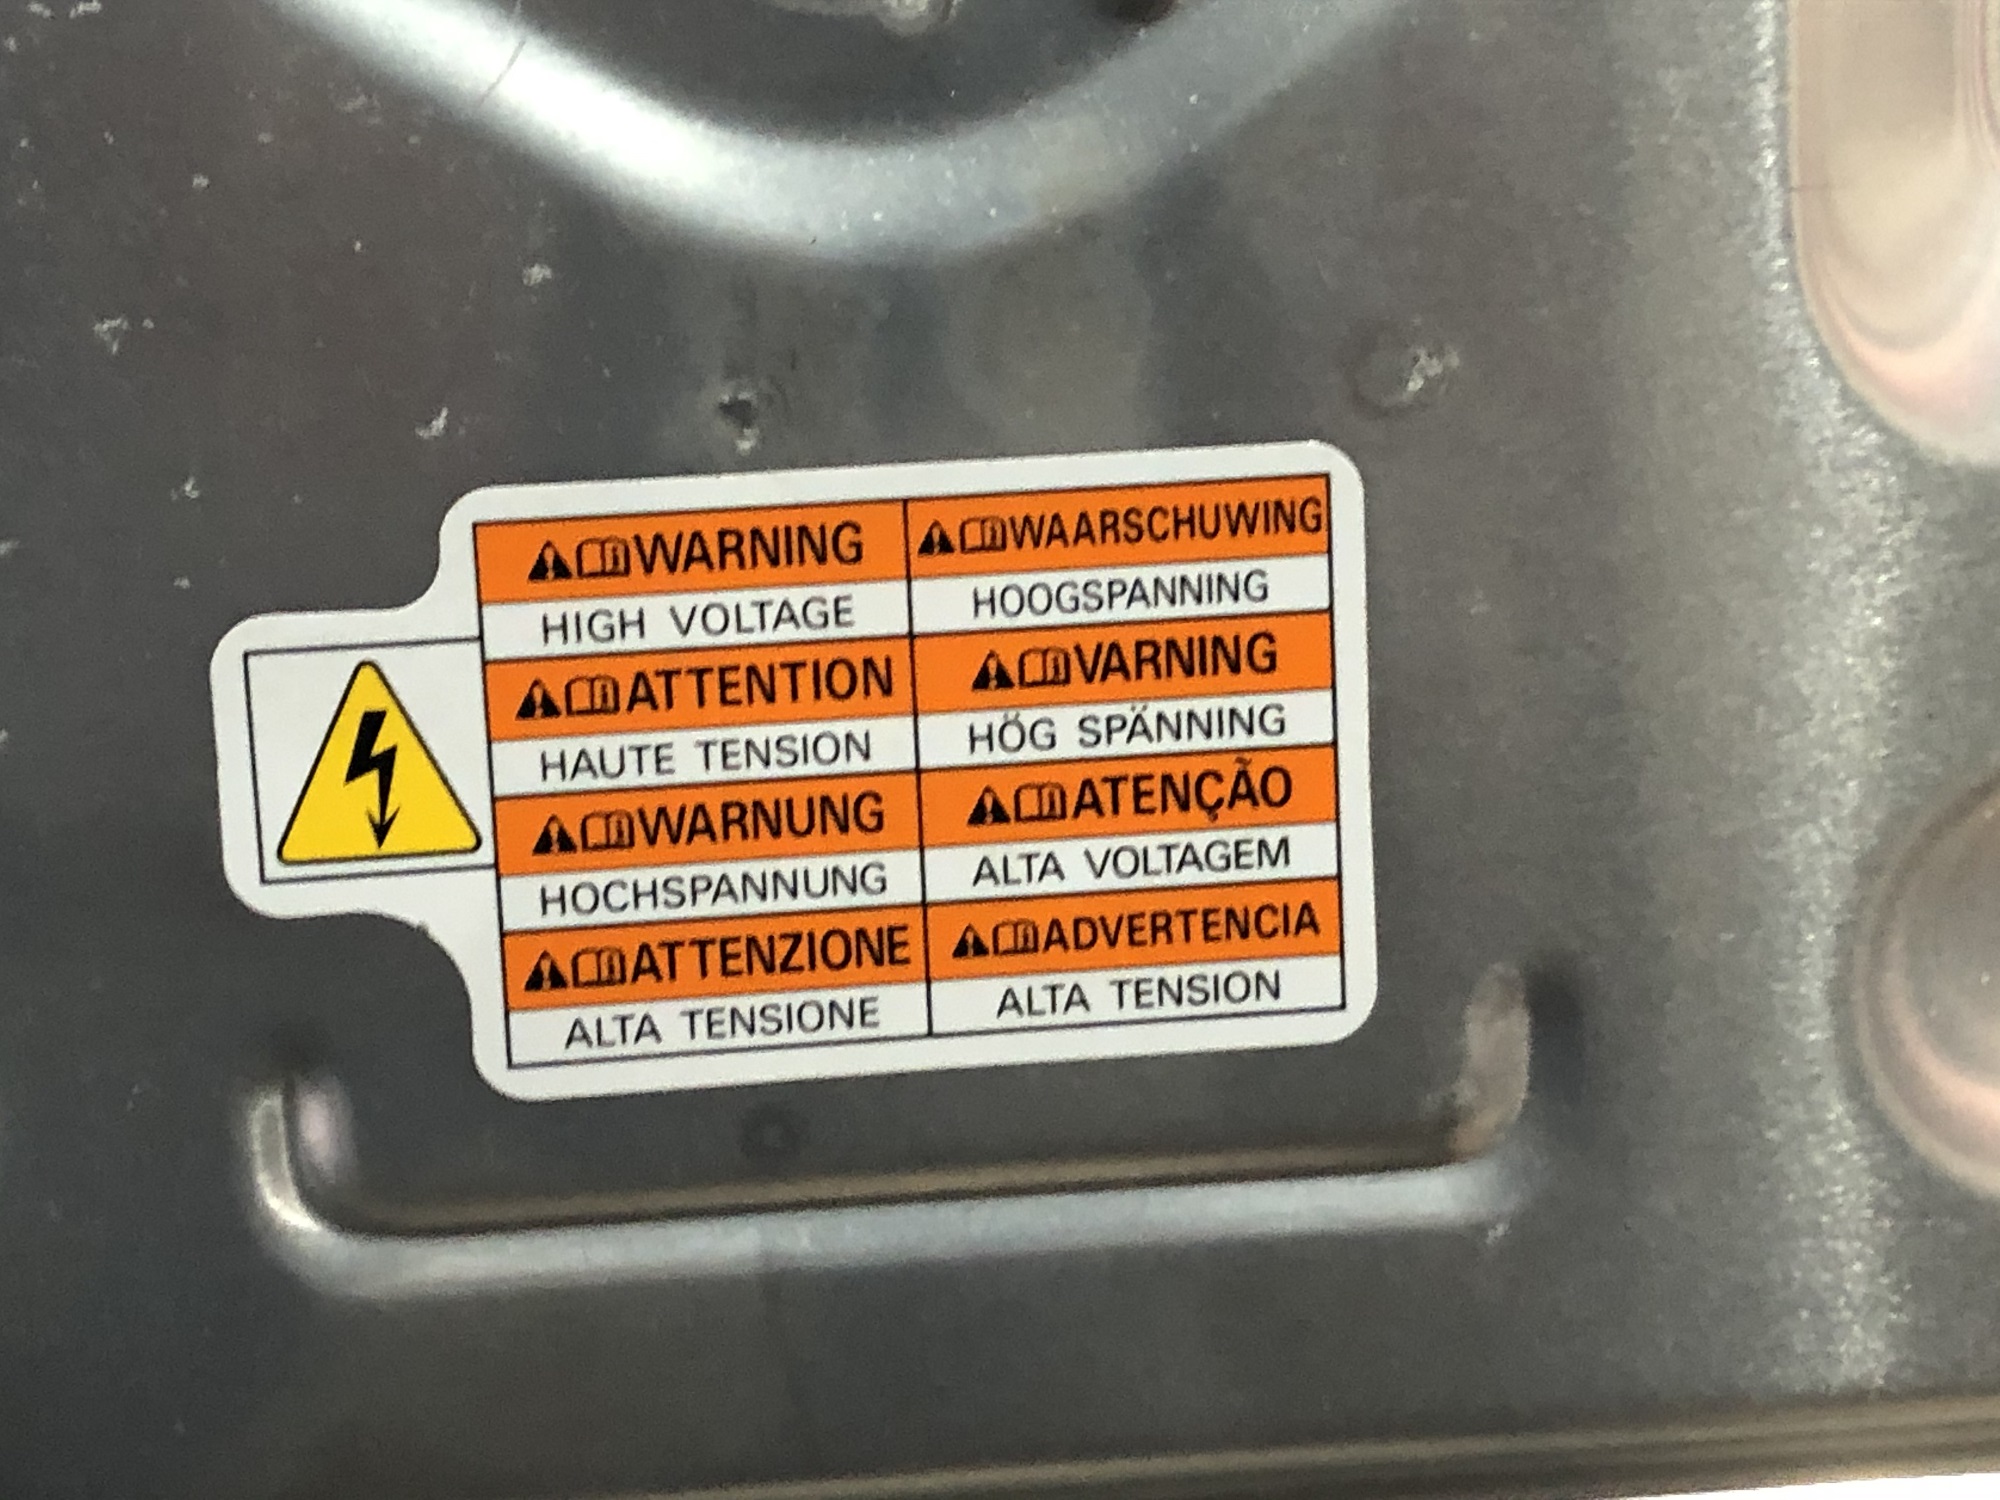 WARNING
HIGH VOLTAGE
ATTENTION
HAUTE TENSION
WARNUNG
HOCHSPANNUNG
ATTENZIONE
ALTA TENSIONE
WAARSCHUWING
HOOGSPANNING
VARNING
HÖG SPÄNNING
ATENÇÃO
ALTA VOLTAGEM
ADVERTENCIA
ALTA TENSION